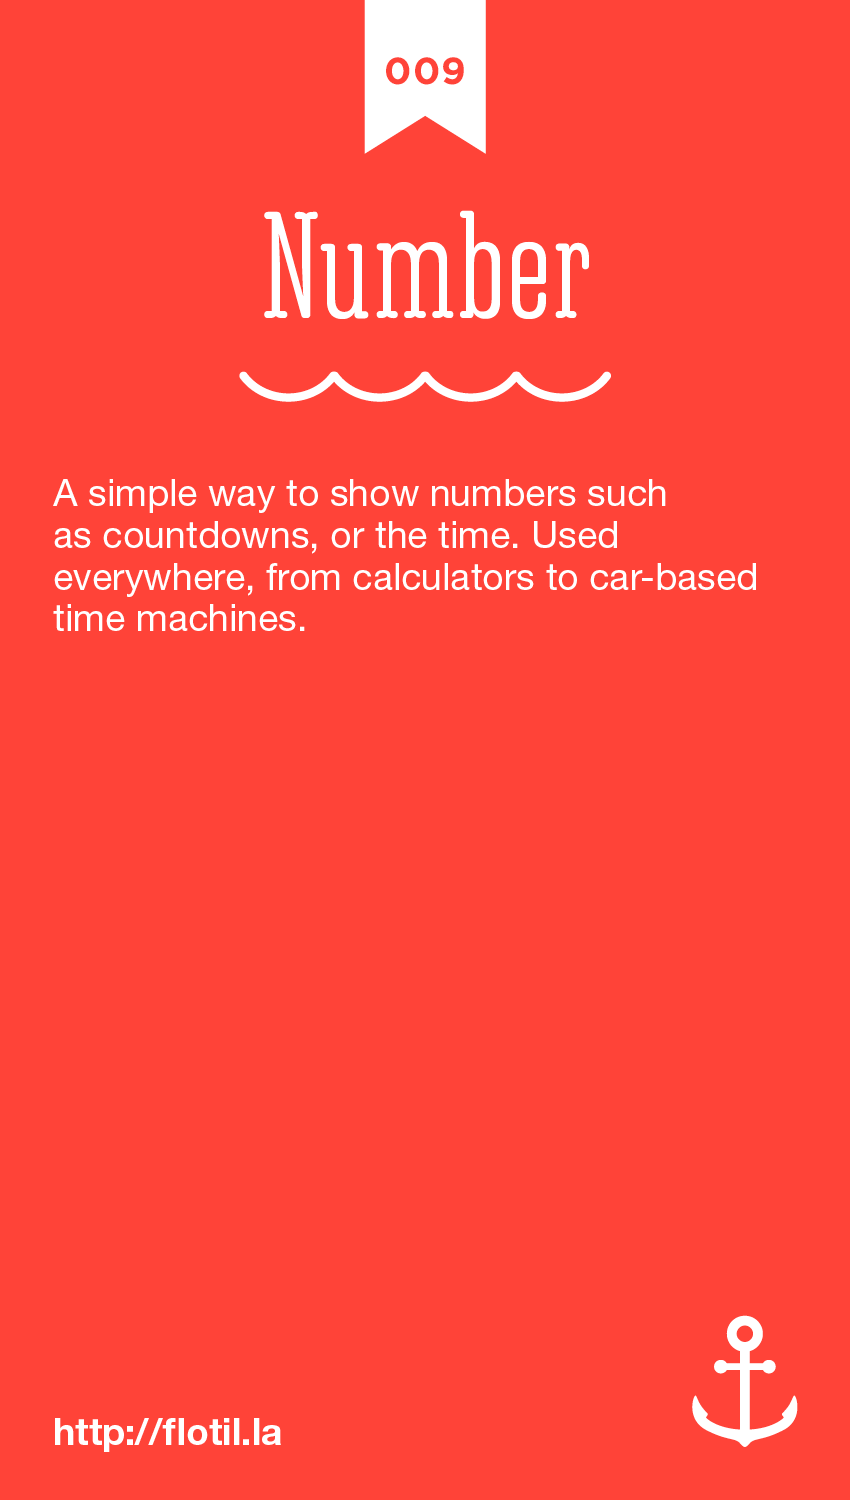 009
Number
A simple way to show numbers such
as countdowns, or the time. Used
everywhere, from calculators to car-based
time machines.
http://flotil.la